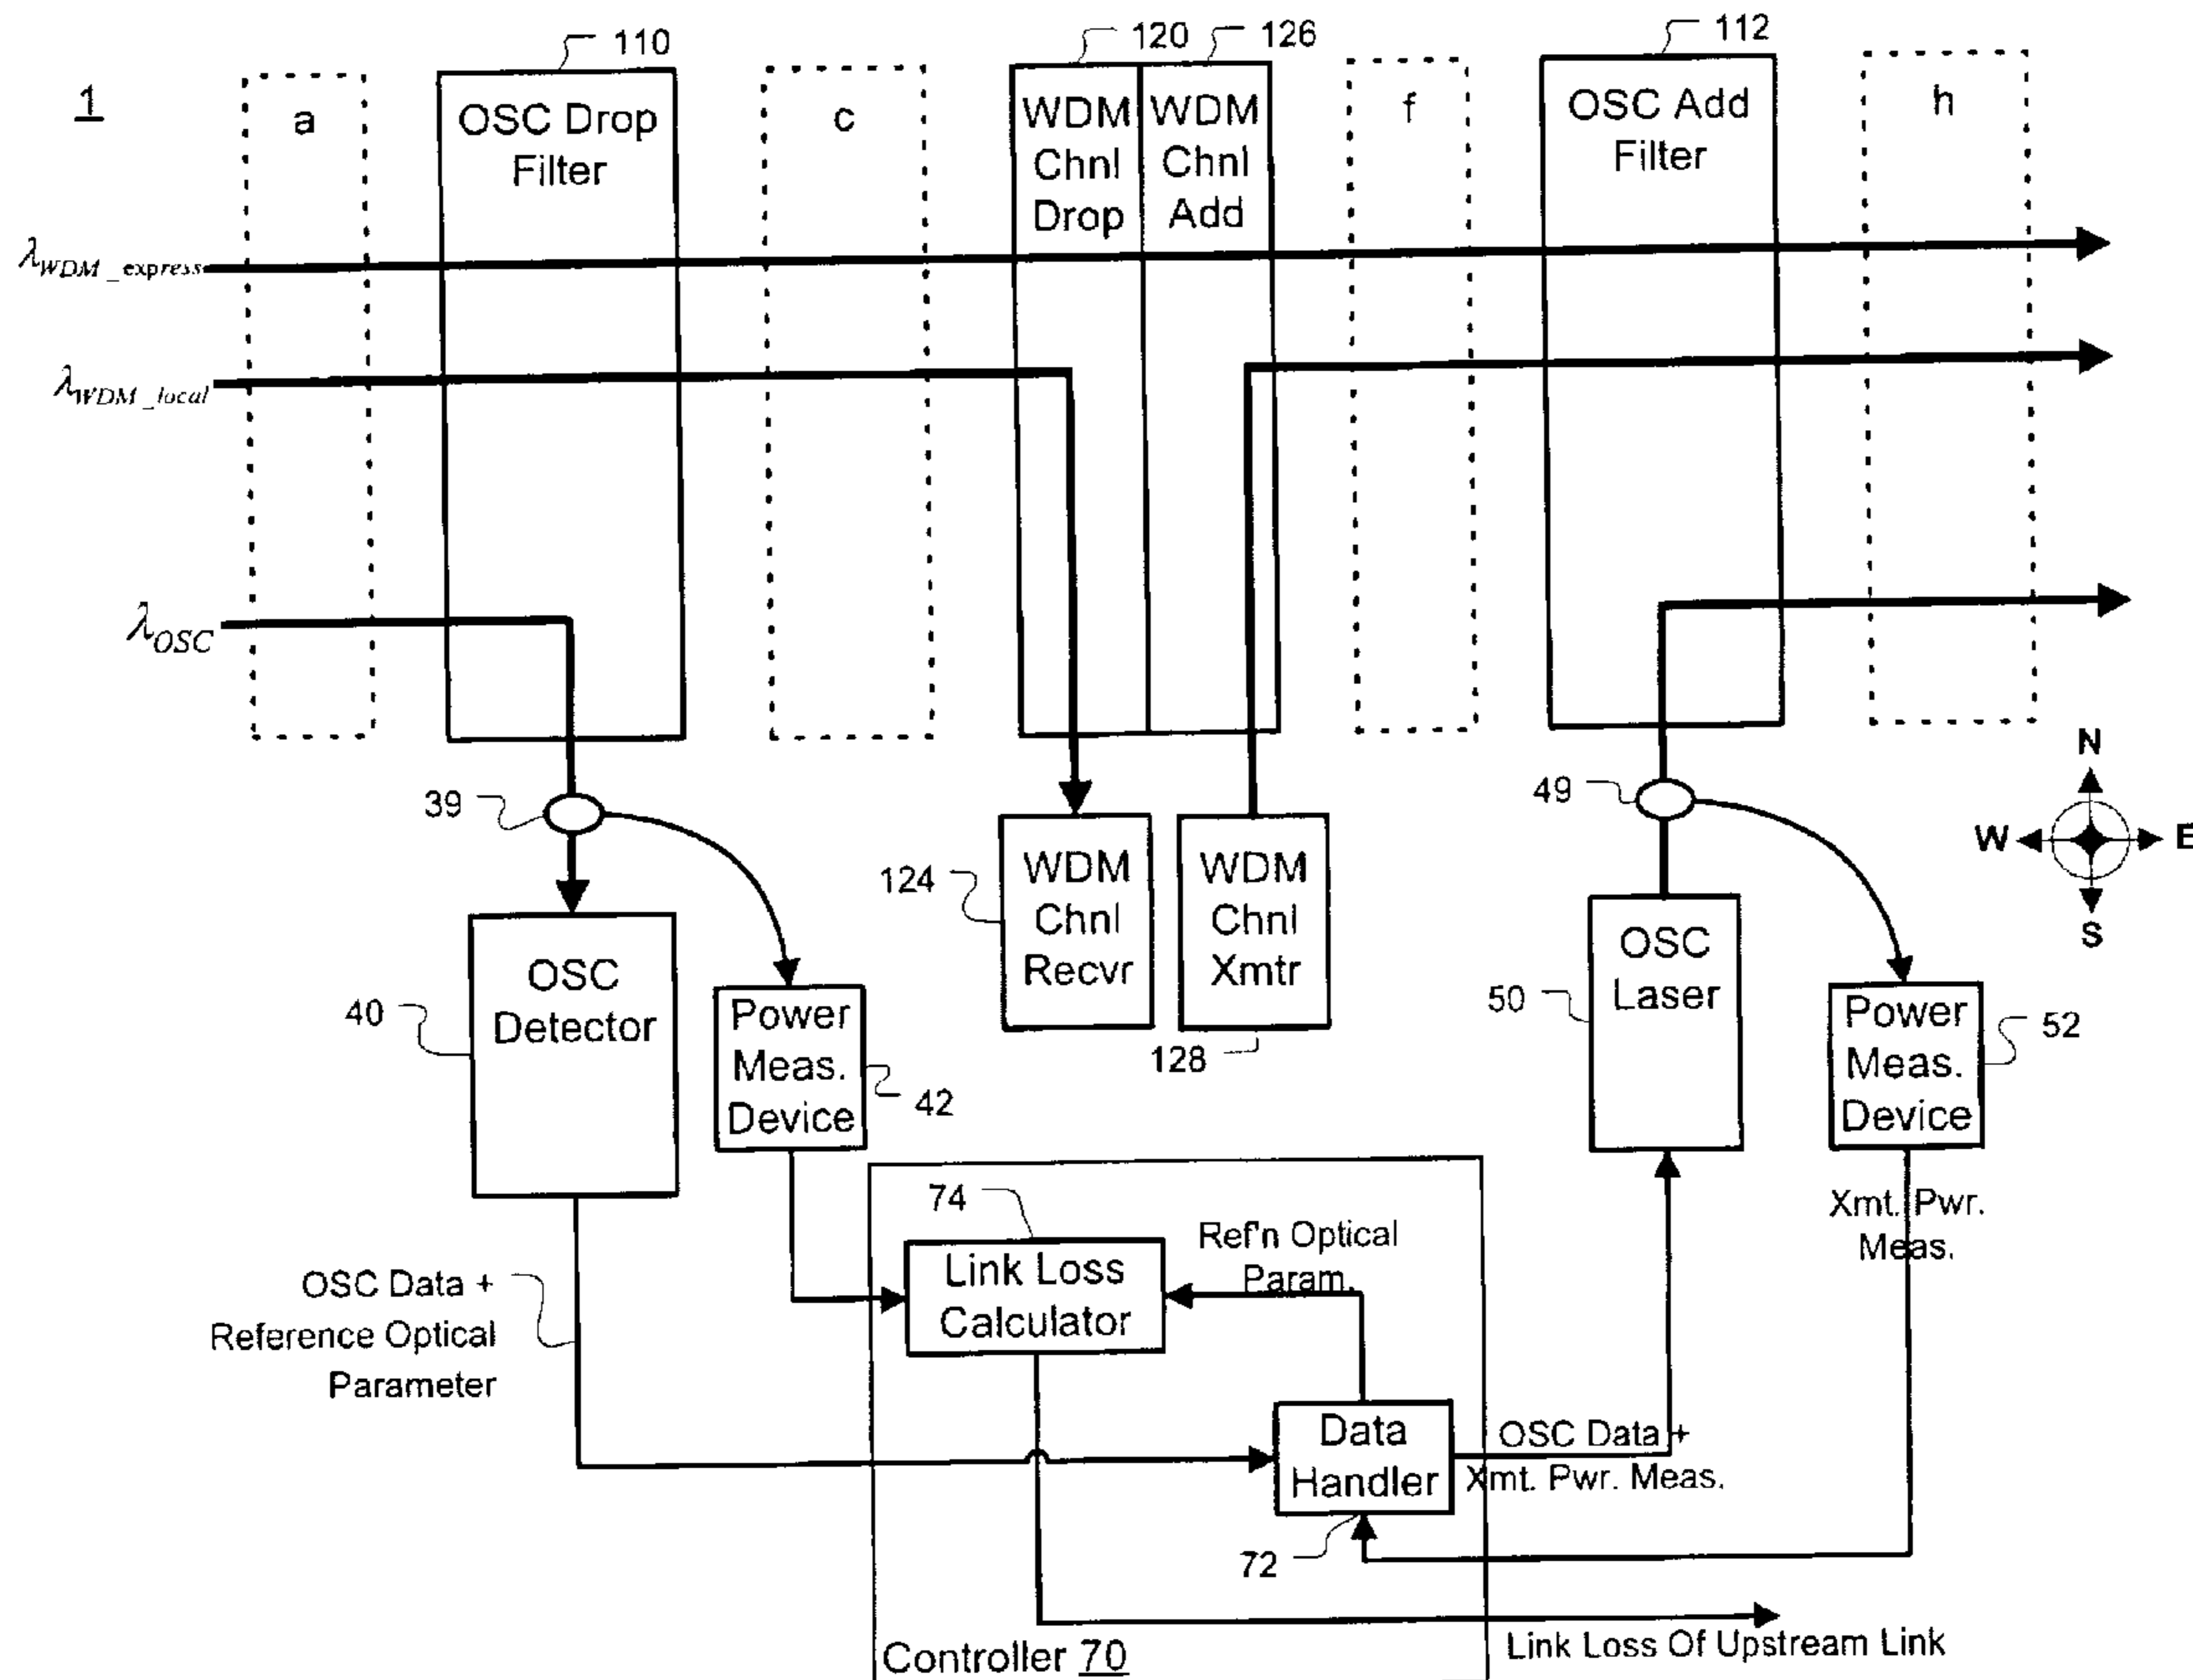 110
120
126
112
1
a
OSC Drop
Filter
c
WDM
Chnl
Drop
WDM
Chnl
Add
f
OSC Add
Filter
h
λWDM_express
λWDM_local
λOSC
39
49
N
W
E
S
124
WDM
Chnl
Recvr
WDM
Chnl
Xmtr
128
40
OSC
Detector
Power
Meas.
Device
42
50
OSC
Laser
Power
Meas.
Device
52
Xmt. Pwr.
Meas.
74
Link Loss
Calculator
Ref'n Optical
Param.
OSC Data +
Reference Optical
Parameter
Data
Handler
72
OSC Data +
Xmt. Pwr. Meas.
Controller 70
Link Loss Of Upstream Link